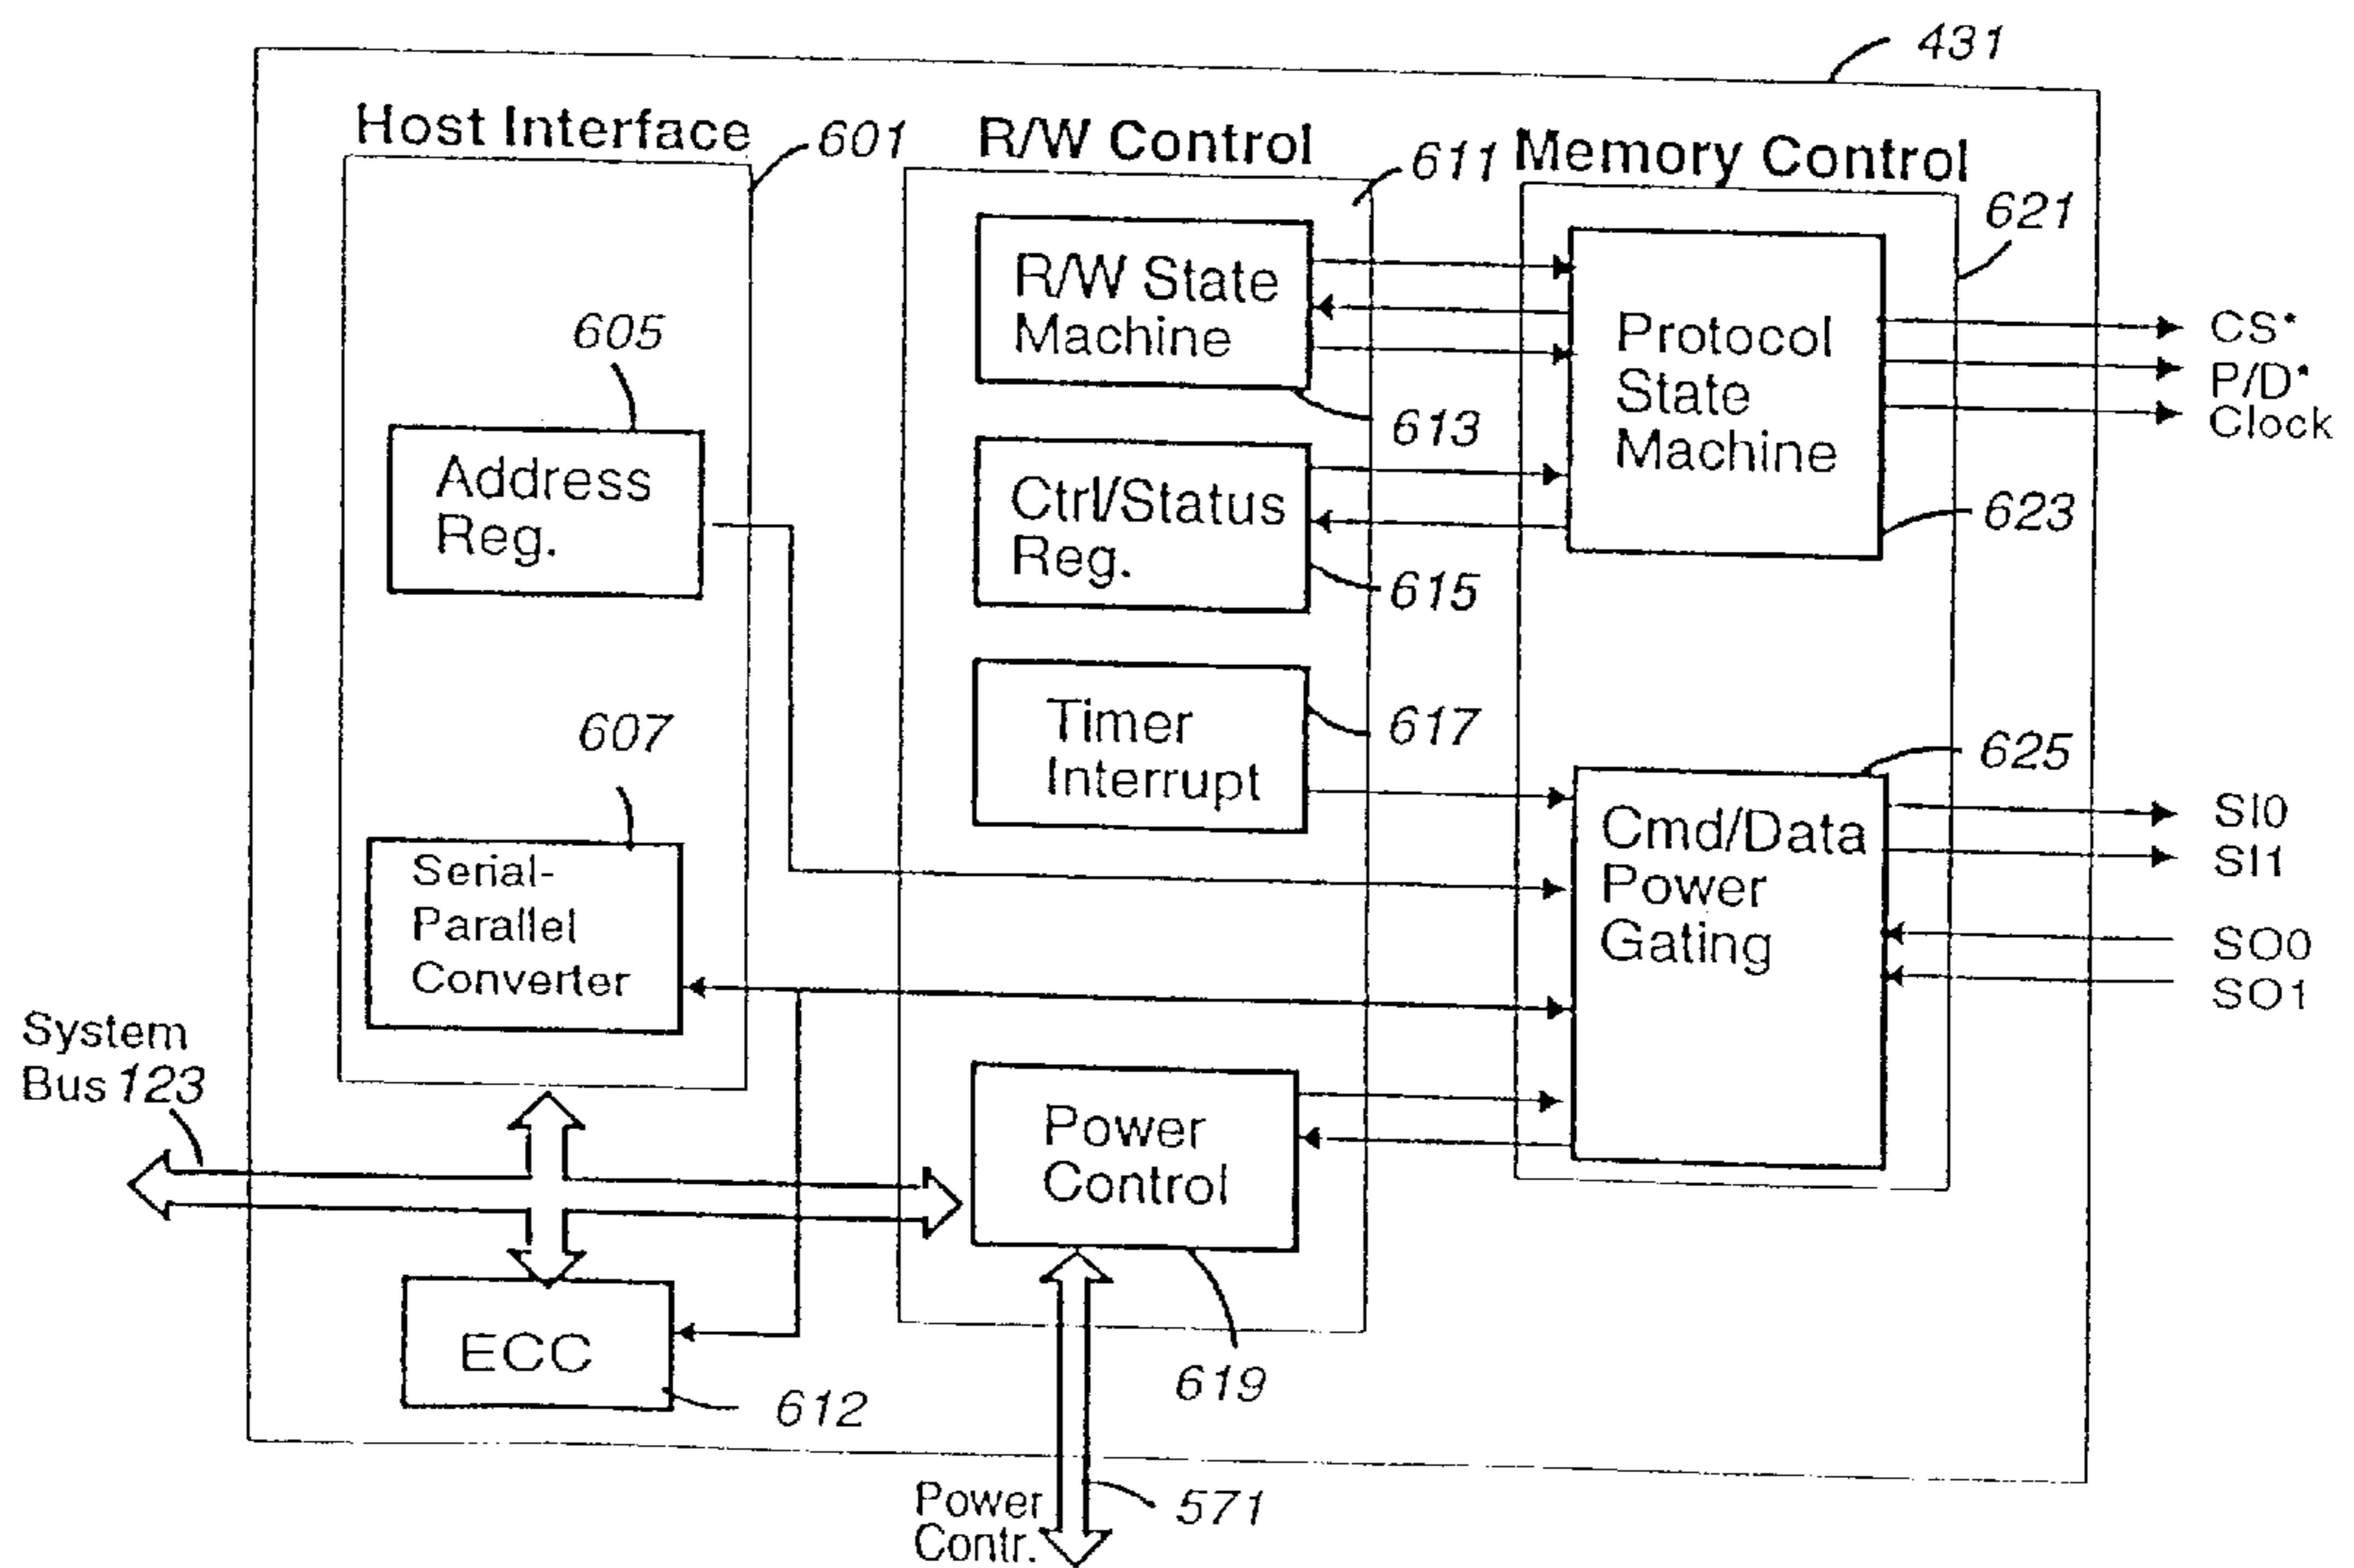 431
Host Interface
601
R/W Control
611
Memory Control
621
R/W State
Machine
613
Protocol
State
Machine
623
CS*
P/D*
Clock
605
Address
Reg.
Ctrl/Status
Reg.
615
Timer
Interrupt
617
625
Cmd/Data
Power
Gating
SI0
SI1
SO0
SO1
607
Serial-
Parallel
Converter
System
Bus 123
Power
Control
619
ECC
612
Power
Contr.
571